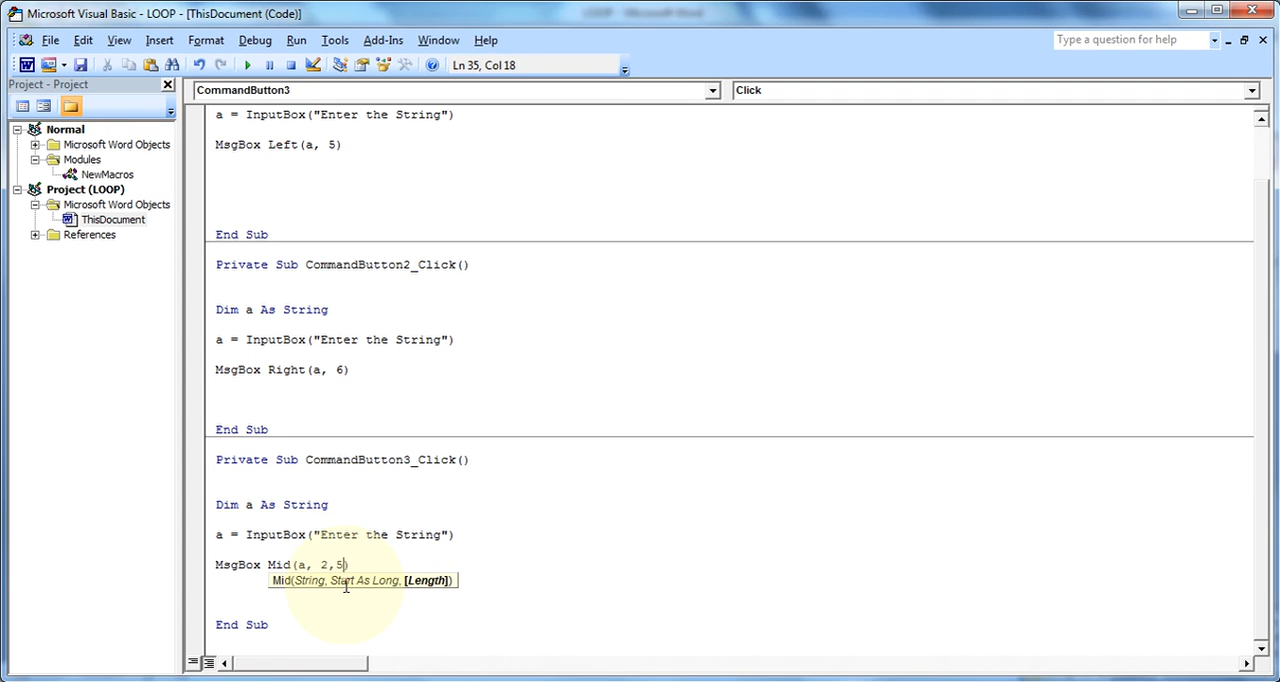 Microsoft Visual Basic - LOOP - [ThisDocument (Code)]
LOOP - Microsoft Word
File Edit View Insert Format Debug Run Tools Add-Ins Window Help
Type a question for help
Ln 35, Col 18
Project - Project
CommandButton3
Click
Normal
Microsoft Word Objects
Modules
NewMacros
Project (LOOP)
Microsoft Word Objects
ThisDocument
References
a = InputBox("Enter the String")
MsgBox Left(a, 5)
End Sub
Private Sub CommandButton2_Click()
Dim a As String
a = InputBox("Enter the String")
MsgBox Right(a, 6)
End Sub
Private Sub CommandButton3_Click()
Dim a As String
a = InputBox("Enter the String")
MsgBox Mid(a, 2,5)
Mid(String, Start As Long, [Length])
End Sub